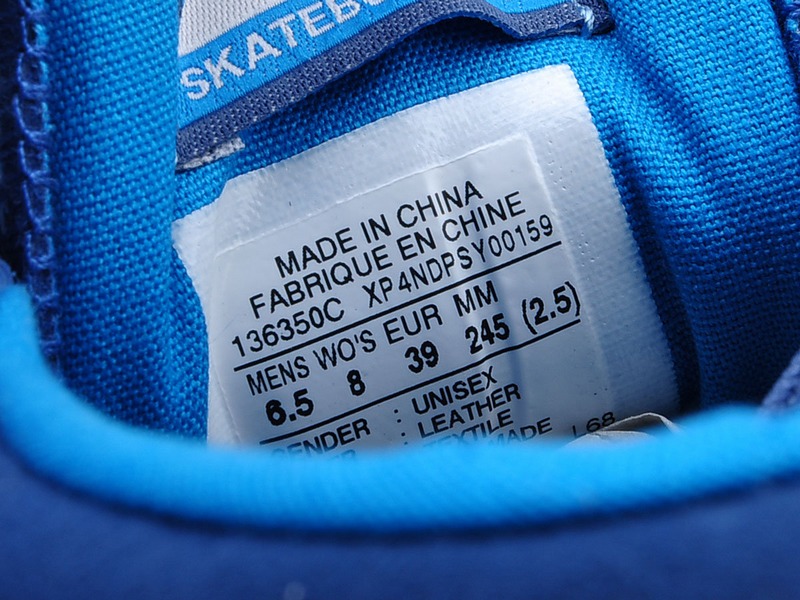 MADE IN CHINA
FABRIQUE EN CHINE
136350C XP4NDPSY00159
MENS WO'S EUR MM
6.5 8 39 245 (2.5)
: UNISEX
: LEATHER